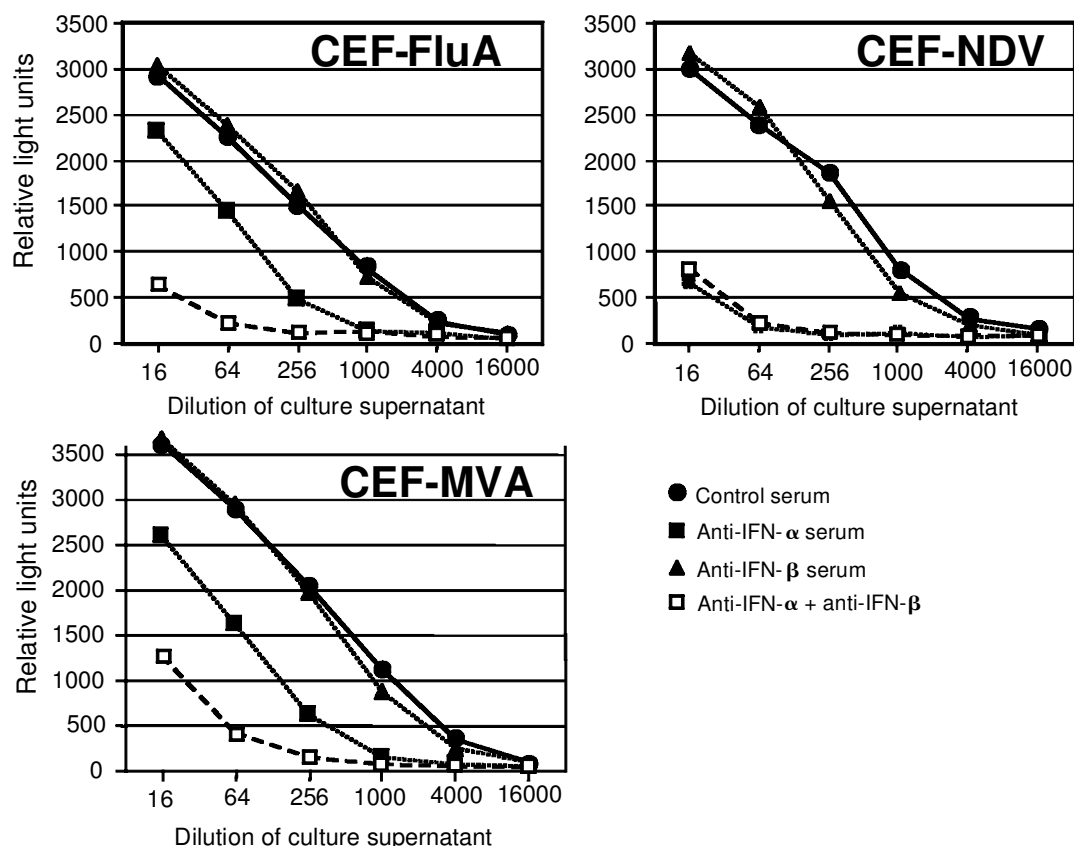 CEF-FluA
Relative light units
3500
3000
2500
2000
1500
1000
500
0
16 64 256 1000 4000 16000
Dilution of culture supernatant
CEF-NDV
3500
3000
2500
2000
1500
1000
500
0
16 64 256 1000 4000 16000
Dilution of culture supernatant
CEF-MVA
Relative light units
3500
3000
2500
2000
1500
1000
500
0
16 64 256 1000 4000 16000
Dilution of culture supernatant
Control serum
Anti-IFN-α serum
Anti-IFN-β serum
Anti-IFN-α + anti-IFN-β